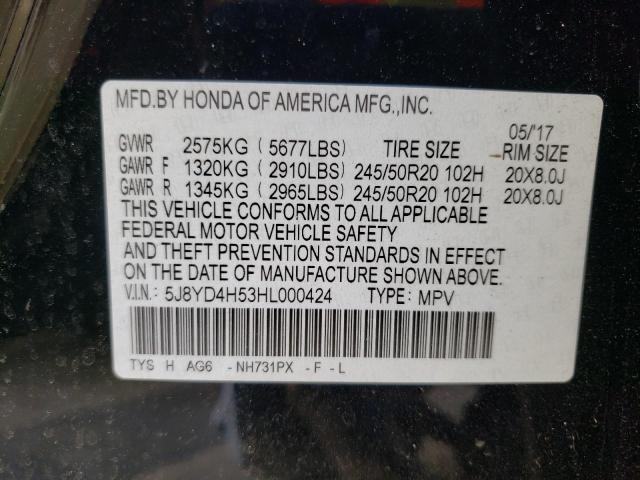 MFD.BY HONDA OF AMERICA MFG.,INC.
05/'17
GVWR 2575KG (5677LBS) TIRE SIZE RIM SIZE
GAWR F 1320KG (2910LBS) 245/50R20 102H 20X8.0J
GAWR R 1345KG (2965LBS) 245/50R20 102H 20X8.0J
THIS VEHICLE CONFORMS TO ALL APPLICABLE
FEDERAL MOTOR VEHICLE SAFETY
AND THEFT PREVENTION STANDARDS IN EFFECT
ON THE DATE OF MANUFACTURE SHOWN ABOVE.
V.I.N.: 5J8YD4H53HL000424 TYPE: MPV
TYS H AG6 -NH731PX -F-L